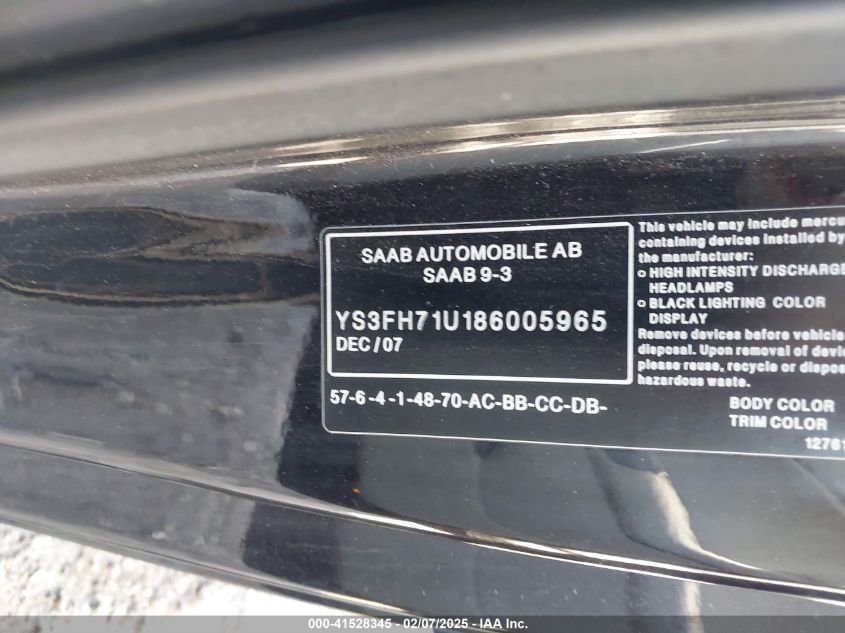 SAAB AUTOMOBILE AB
SAAB 9-3
YS3FH71U186005965
DEC/07
57-6-4-1-48-70-AC-BB-CC-DB-
This vehicle may include mercu
containing devices installed by
the manufacturer:
o HIGH INTENSITY DISCHARGE
HEADLAMPS
o BLACK LIGHTING COLOR
DISPLAY
Remove devices before vehicle
disposal. Upon removal of devic
please reuse, recycle or dispos
hazardous waste.
BODY COLOR
TRIM COLOR
12761
000-41528345 - 02/07/2025 - IAA Inc.